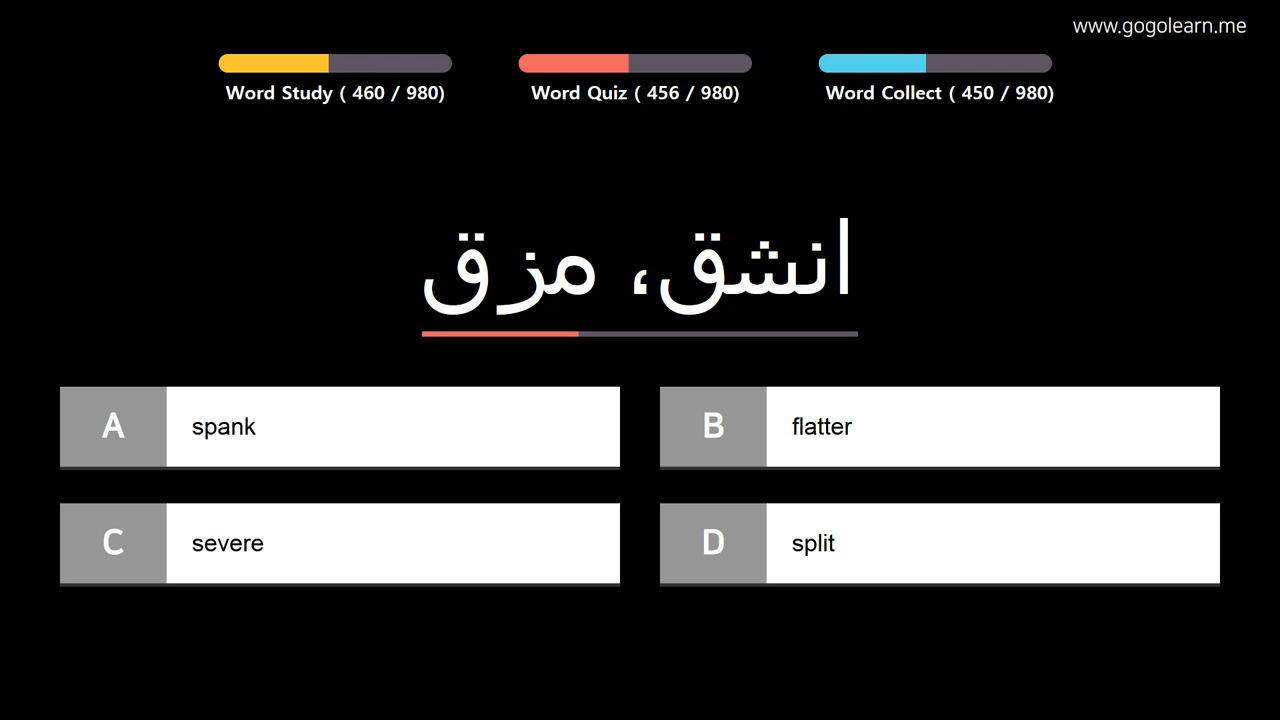 www.gogolearn.me
Word Study ( 460 / 980)
Word Quiz ( 456 / 980)
Word Collect ( 450 / 980)
انشق، مزق
A spank
B flatter
C severe
D split